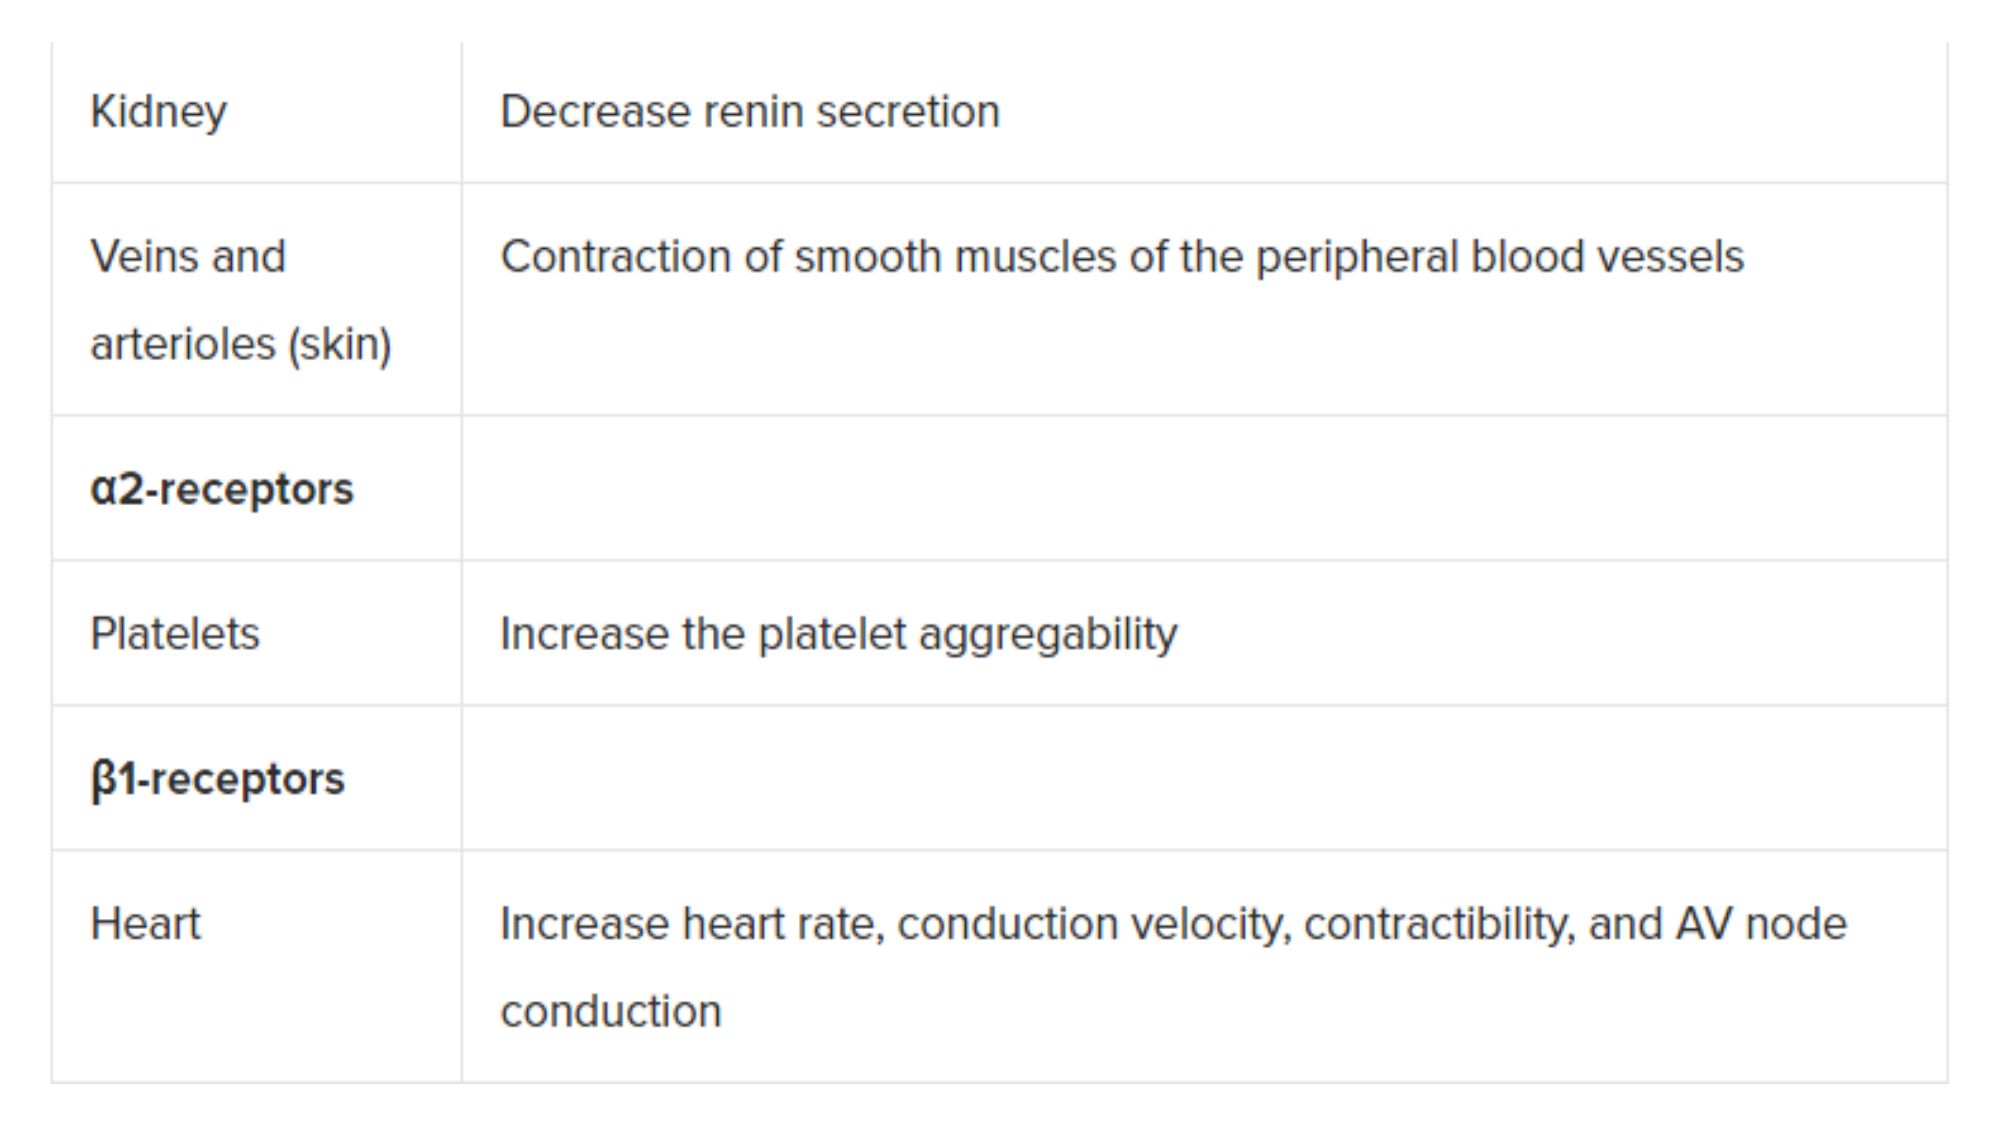 Kidney
Decrease renin secretion
Veins and
arterioles (skin)
Contraction of smooth muscles of the peripheral blood vessels
α2-receptors
Platelets
Increase the platelet aggregability
β1-receptors
Heart
Increase heart rate, conduction velocity, contractibility, and AV node
conduction